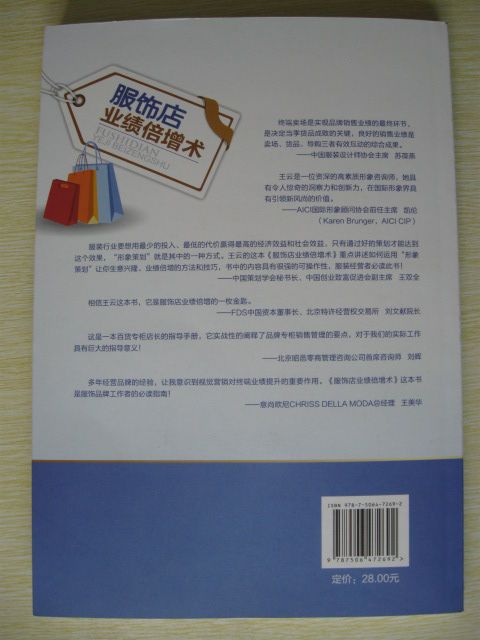 服饰店
业绩倍增术
FUSHIDIAN
YEJI BEIZENGSHU
终端卖场是实现品牌销售业绩的最终环节，
是决定当季货品成败的关键，良好的销售业绩是
卖场、货品、导购三者有效互动的综合成果。
——中国服装设计师协会主席 苏葆燕
王云是一位资深的高素质形象咨询师，她具
有令人惊奇的洞察力和创新力，在国际形象界具
有引领新风尚的价值。
——AICI国际形象顾问协会前任主席 凯伦
(Karen Brunger, AICI CIP)
服装行业要想用最少的投入、最低的代价赢得最高的经济效益和社会效益，只有通过好的策划才能达到
这个效果，“形象策划”就是其中的一种方式。王云的这本《服饰店业绩倍增术》重点讲述如何运用“形象
策划”让你生意兴隆，业绩倍增的方法和技巧，书中的内容具有很强的可操作性，服装经营者必读此书！
——中国策划学会秘书长、中国创业致富促进会副主席 王双全
相信王云这本书，它是服饰店业绩倍增的一枚金匙。
——FDS中国资本董事长、北京特许经营权交易所 刘文献院长
这是一本百货专柜店长的指导手册，它实战性的阐释了品牌专柜销售管理的要点，对于我们的实际工作
具有巨大的指导意义！
——北京昭邑零商管理咨询公司首席咨询师 刘晖
多年经营品牌的经验，让我意识到视觉营销对终端业绩提升的重要作用。《服饰店业绩倍增术》这本书
是服饰品牌工作者的必读指南！
——意尚欧尼CHRISS DELLA MODA总经理 王美华
ISBN 978-7-5064-7269-2
9 787506 472692 >
定价：28.00元